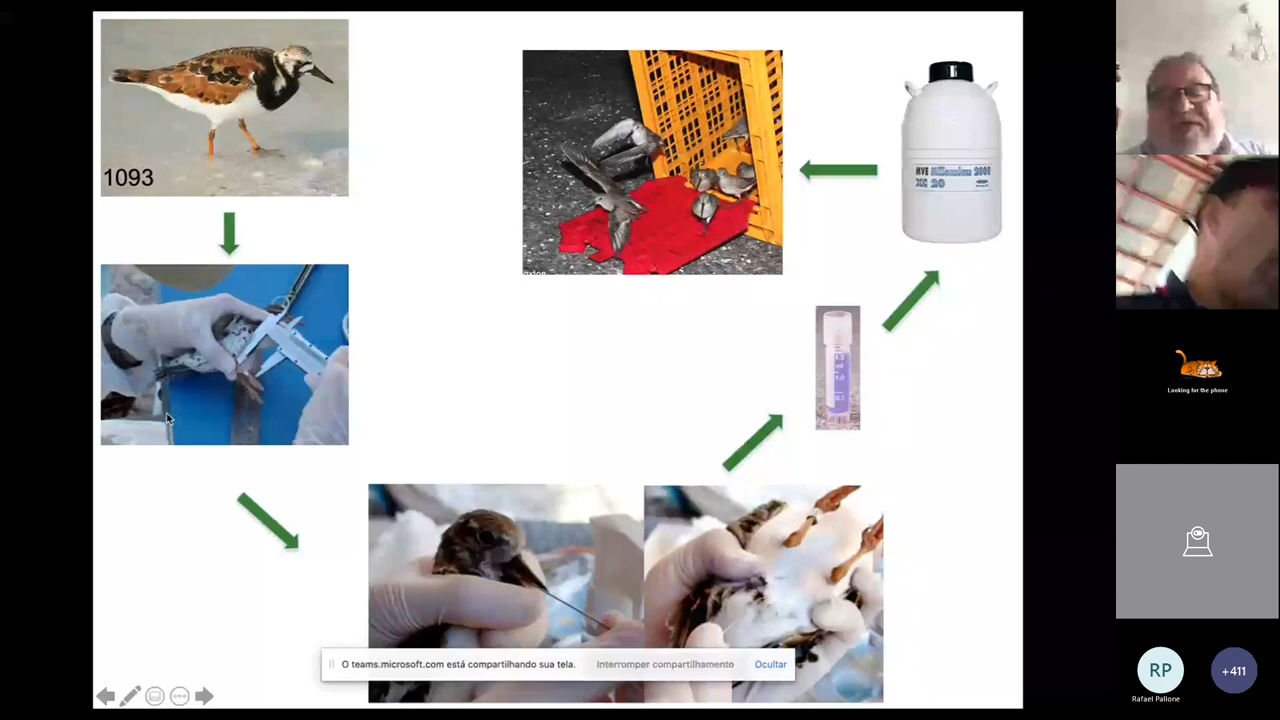 1093
MVE Millennium 2000
XC 20
O teams.microsoft.com está compartilhando sua tela. Interromper compartilhamento Ocultar
Looking for the phone
RP
Rafael Pallone
+411